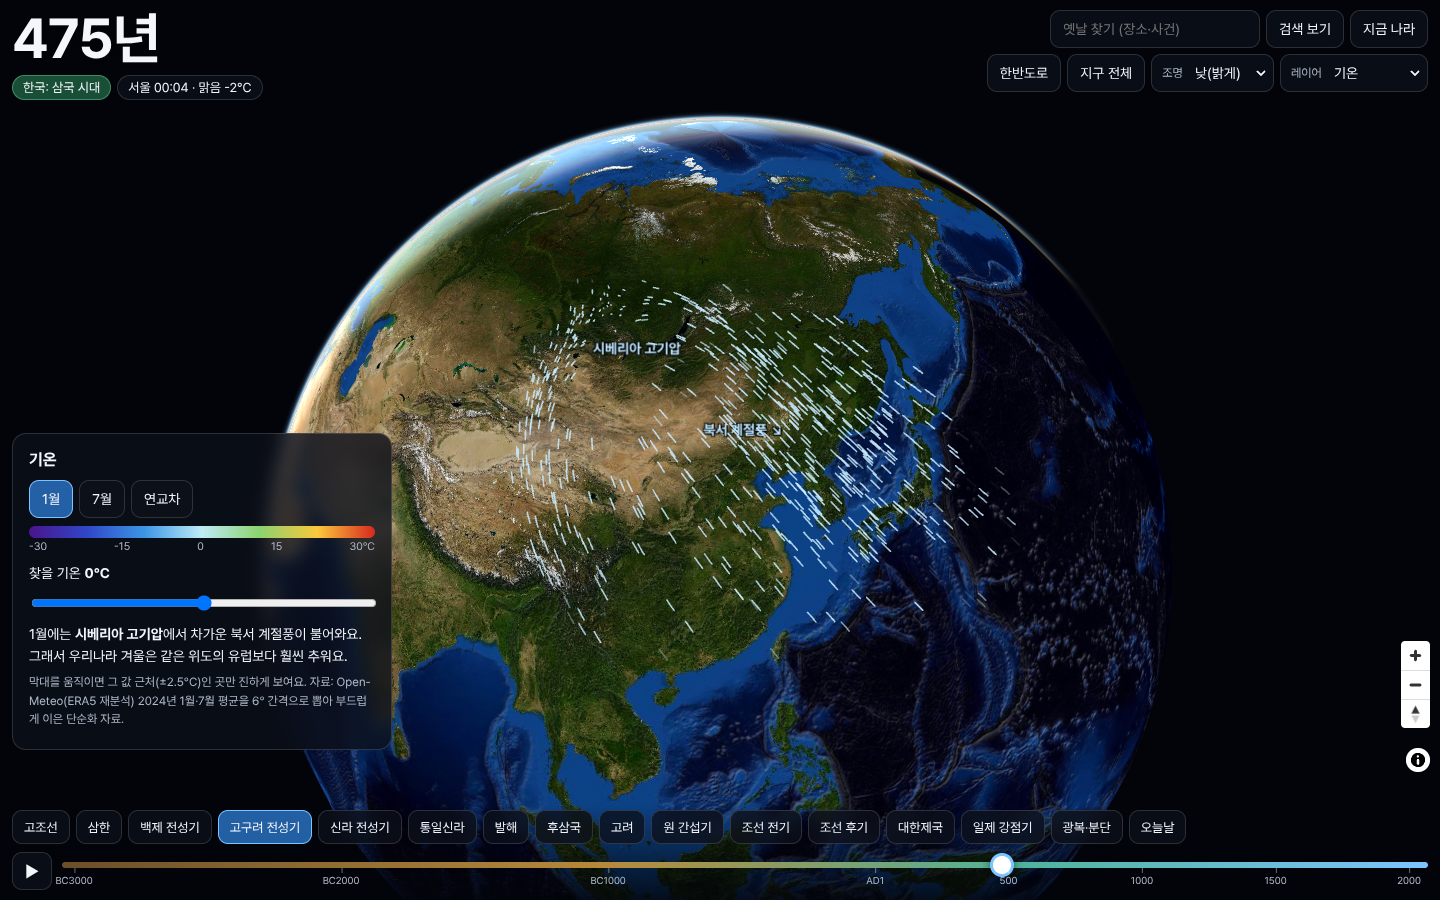 475년
한국: 삼국 시대
서울 00:04 · 맑음 -2°C
옛날 찾기 (장소·사건)
검색 보기
지금 나라
한반도로
지구 전체
조명 낮(밝게)
레이어 기온
시베리아 고기압
북서 계절풍 ↘
기온
1월
7월
연교차
-30 -15 0 15 30°C
찾을 기온 0°C
1월에는 시베리아 고기압에서 차가운 북서 계절풍이 불어와요.
그래서 우리나라 겨울은 같은 위도의 유럽보다 훨씬 추워요.
막대를 움직이면 그 값 근처(±2.5°C)인 곳만 진하게 보여요. 자료: Open-
Meteo(ERA5 재분석) 2024년 1월·7월 평균을 6° 간격으로 뽑아 부드럽
게 이은 단순화 자료.
고조선
삼한
백제 전성기
고구려 전성기
신라 전성기
통일신라
발해
후삼국
고려
원 간섭기
조선 전기
조선 후기
대한제국
일제 강점기
광복·분단
오늘날
BC3000 BC2000 BC1000 AD1 500 1000 1500 2000